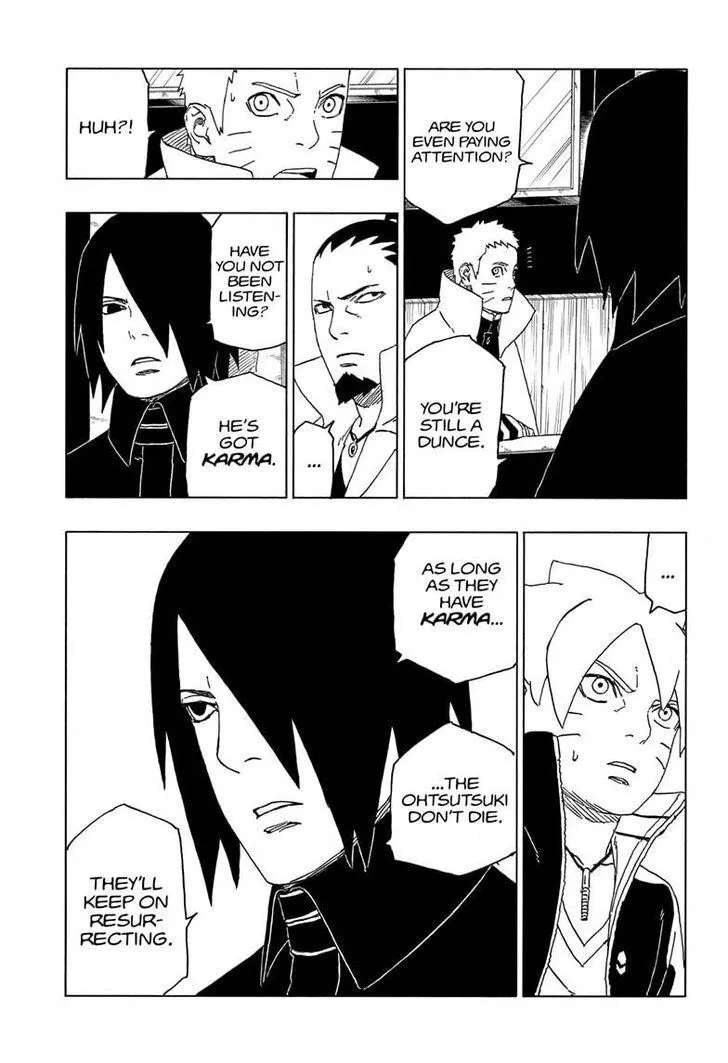 ARE YOU
EVEN PAYING
ATTENTION?
YOU'RE
STILL A
DUNCE.
HUH?!
...
HAVE
YOU NOT
BEEN
LISTEN-
ING?
HE'S
GOT
KARMA.
...
AS LONG
AS THEY
HAVE
KARMA...
...THE
OHTSUTSUKI
DON'T DIE.
THEY'LL
KEEP ON
RESUR-
RECTING.